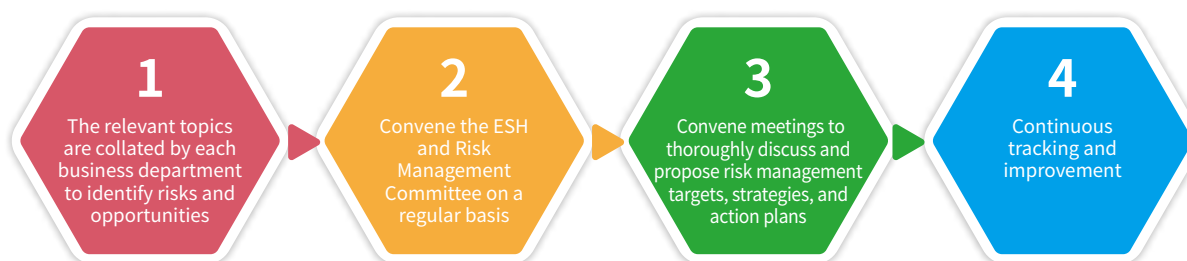 1
The relevant topics
are collated by each
business department
to identify risks and
opportunities
2
Convene the ESH
and Risk
Management
Committee on a
regular basis
3
Convene meetings to
thoroughly discuss and
propose risk management
targets, strategies, and
action plans
4
Continuous
tracking and
improvement